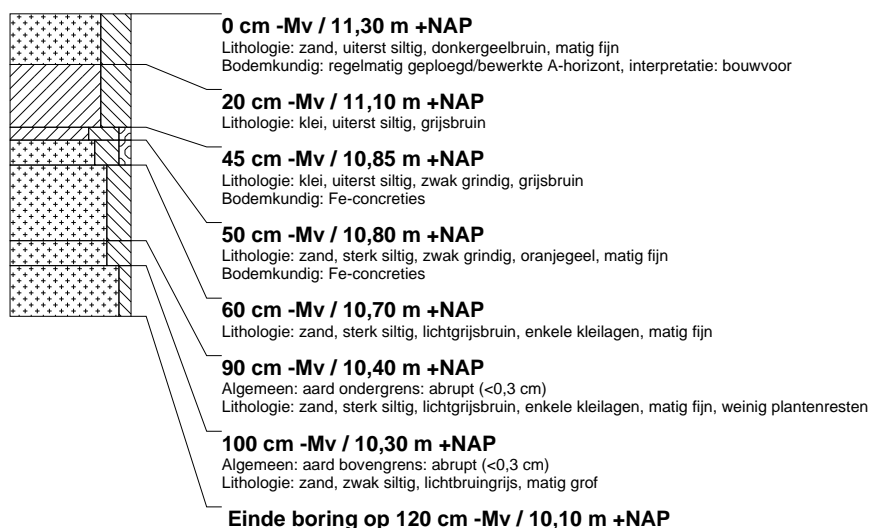 0 cm -Mv / 11,30 m +NAP
Lithologie: zand, uiterst siltig, donkergeelbruin, matig fijn
Bodemkundig: regelmatig geploegd/bewerkte A-horizont, interpretatie: bouwvoor
20 cm -Mv / 11,10 m +NAP
Lithologie: klei, uiterst siltig, grijsbruin
45 cm -Mv / 10,85 m +NAP
Lithologie: klei, uiterst siltig, zwak grindig, grijsbruin
Bodemkundig: Fe-concreties
50 cm -Mv / 10,80 m +NAP
Lithologie: zand, sterk siltig, zwak grindig, oranjegeel, matig fijn
Bodemkundig: Fe-concreties
60 cm -Mv / 10,70 m +NAP
Lithologie: zand, sterk siltig, lichtgrijsbruin, enkele kleilagen, matig fijn
90 cm -Mv / 10,40 m +NAP
Algemeen: aard ondergrens: abrupt (<0,3 cm)
Lithologie: zand, sterk siltig, lichtgrijsbruin, enkele kleilagen, matig fijn, weinig plantenresten
100 cm -Mv / 10,30 m +NAP
Algemeen: aard bovengrens: abrupt (<0,3 cm)
Lithologie: zand, zwak siltig, lichtbruingrijs, matig grof
Einde boring op 120 cm -Mv / 10,10 m +NAP